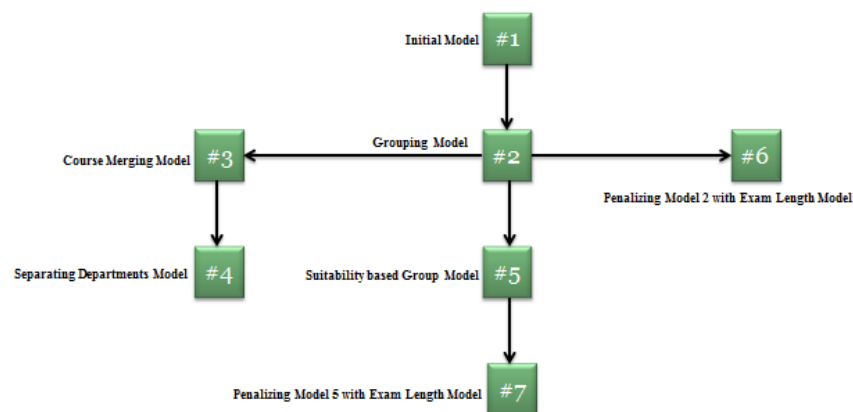 Initial Model #1
Grouping Model
Course Merging Model #3 #2 #6
Penalizing Model 2 with Exam Length Model
Separating Departments Model #4 Suitability based Group Model #5
Penalizing Model 5 with Exam Length Model #7